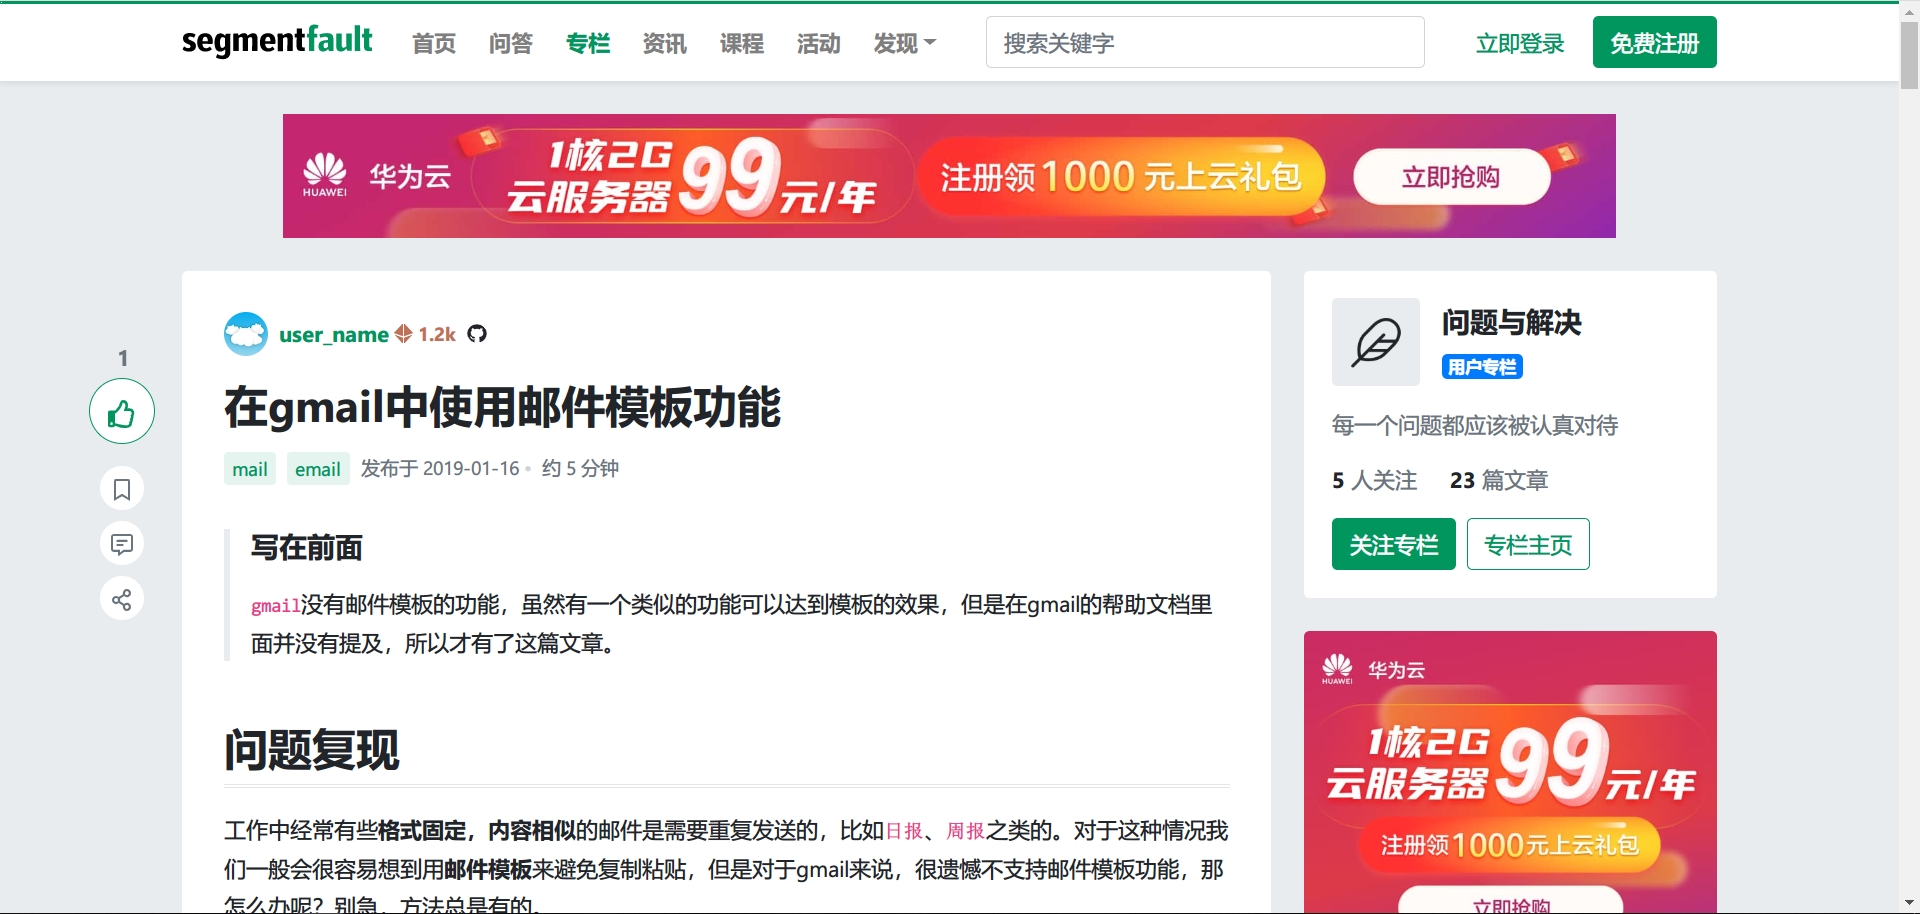 segmentfault 首页 问答 专栏 资讯 课程 活动 发现 搜索关键字 立即登录 免费注册
HUAWEI 华为云 1核2G 云服务器 99元/年 注册领1000元上云礼包 立即抢购
user_name 1.2k
1
在gmail中使用邮件模板功能
mail email 发布于 2019-01-16 · 约 5 分钟
写在前面
gmail没有邮件模板的功能，虽然有一个类似的功能可以达到模板的效果，但是在gmail的帮助文档里
面并没有提及，所以才有了这篇文章。
问题复现
工作中经常有些格式固定，内容相似的邮件是需要重复发送的，比如日报、周报之类的。对于这种情况我
们一般会很容易想到用邮件模板来避免复制粘贴，但是对于gmail来说，很遗憾不支持邮件模板功能，那
怎么办呢？别急，方法总是有的。
问题与解决
用户专栏
每一个问题都应该被认真对待
5 人关注 23 篇文章
关注专栏 专栏主页
HUAWEI 华为云
1核2G
云服务器 99元/年
注册领1000元上云礼包
立即抢购